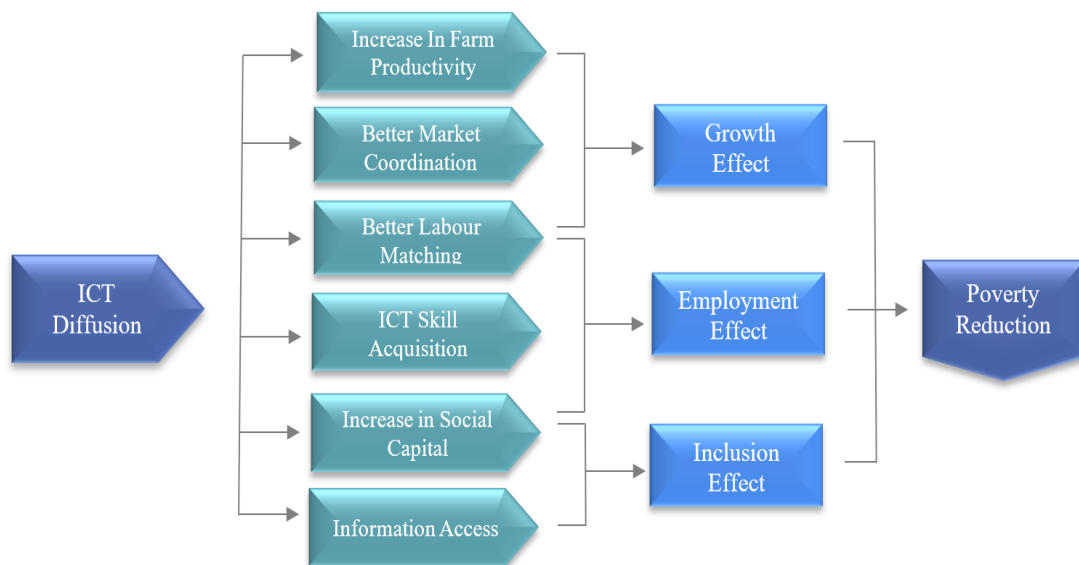 Increase In Farm
Productivity
Better Market
Coordination
Better Labour
Matching
ICT Skill
Acquisition
Increase in Social
Capital
Information Access
ICT
Diffusion
Growth
Effect
Employment
Effect
Inclusion
Effect
Poverty
Reduction